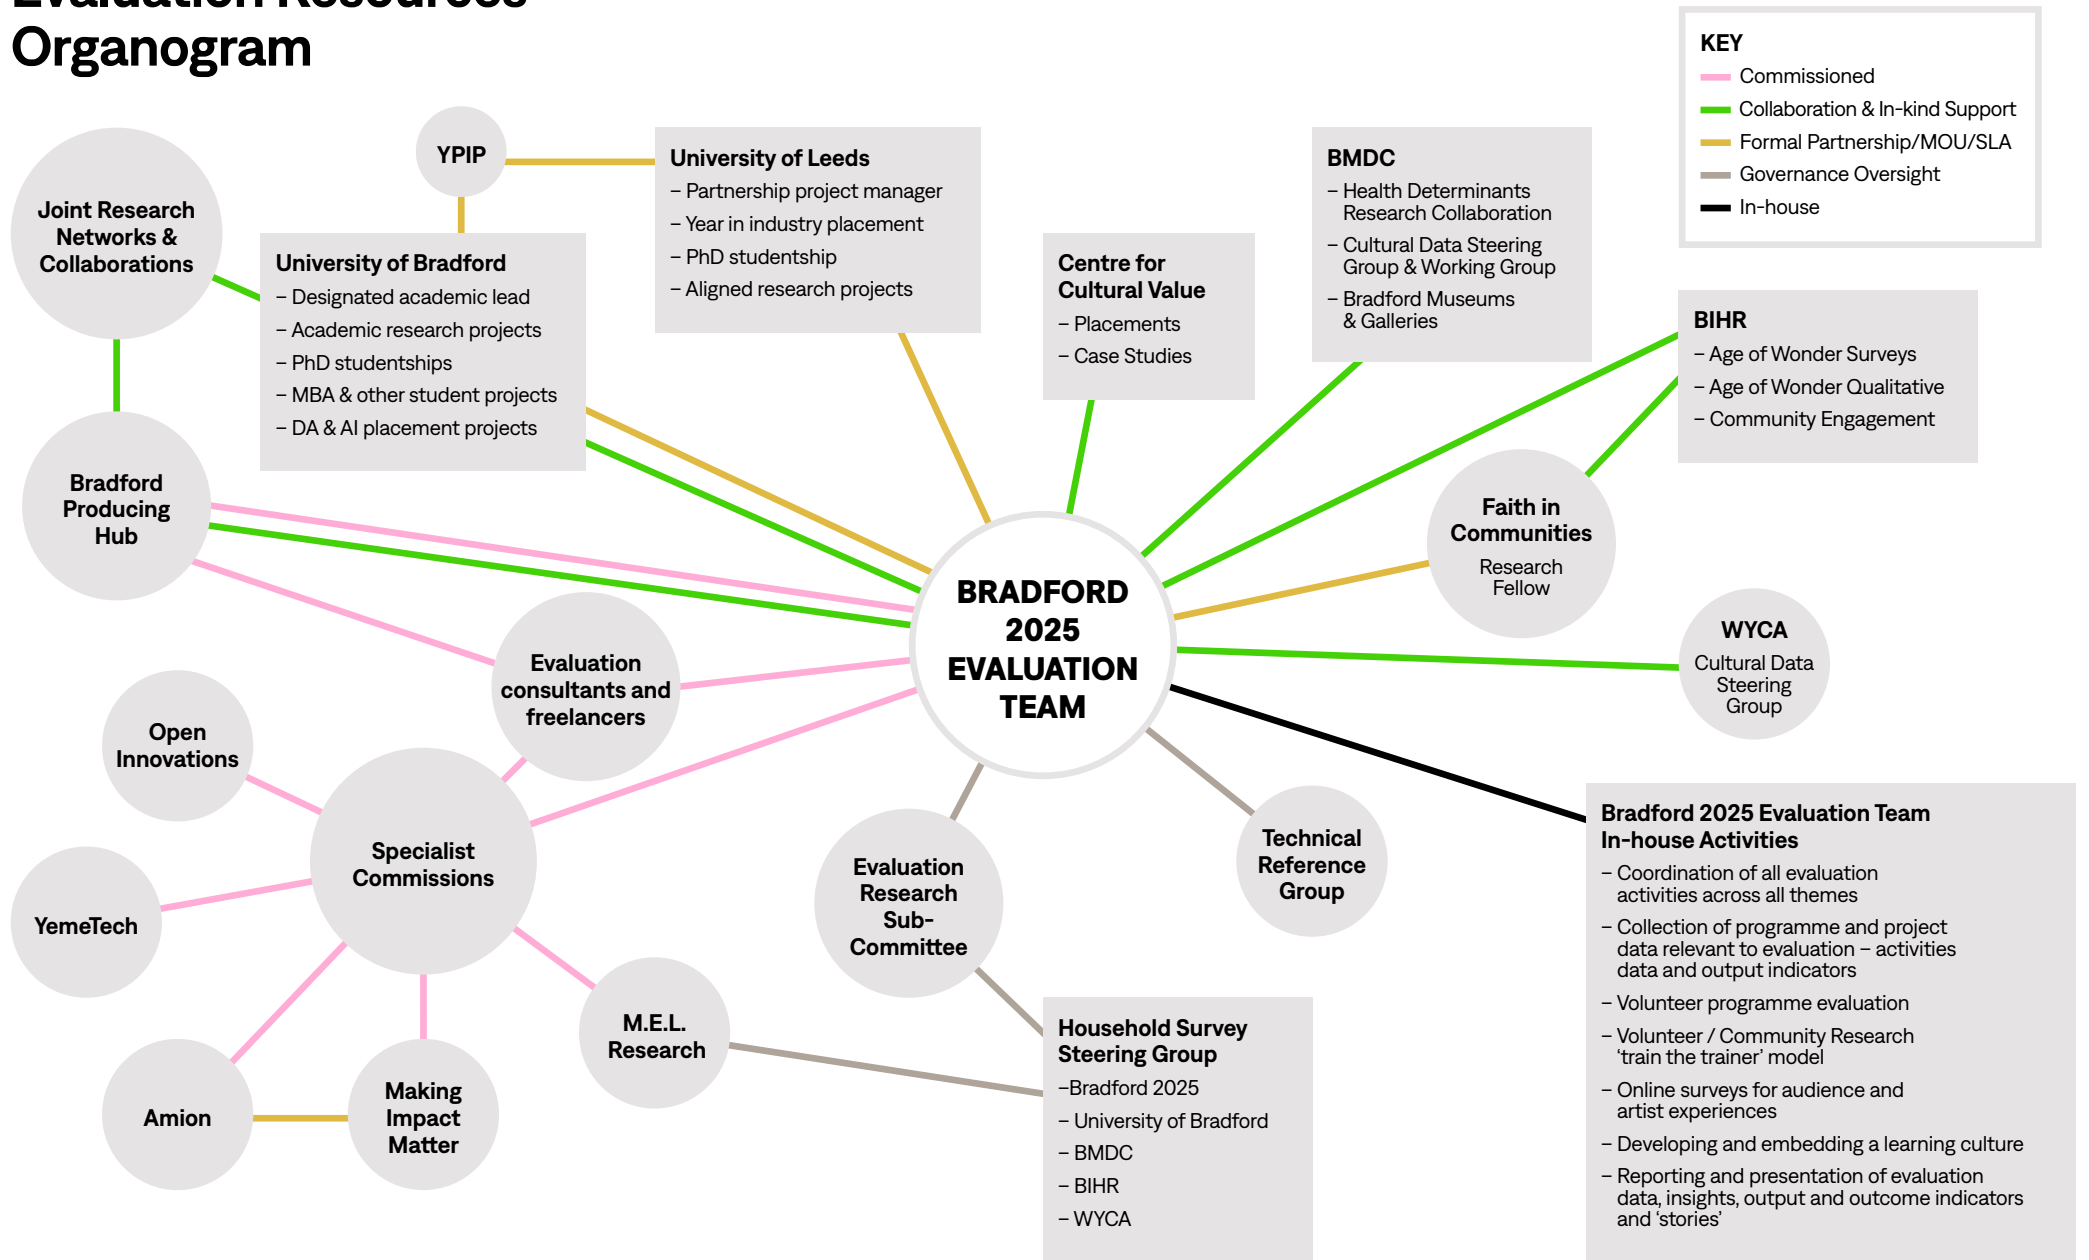 Evaluation Resources
Organogram
KEY
Commissioned
Collaboration & In-kind Support
Formal Partnership/MOU/SLA
Governance Oversight
In-house
Joint Research
Networks &
Collaborations
YPIP
University of Leeds
– Partnership project manager
– Year in industry placement
– PhD studentship
– Aligned research projects
University of Bradford
– Designated academic lead
– Academic research projects
– PhD studentships
– MBA & other student projects
– DA & AI placement projects
Centre for
Cultural Value
– Placements
– Case Studies
BMDC
– Health Determinants
Research Collaboration
– Cultural Data Steering
Group & Working Group
– Bradford Museums
& Galleries
BIHR
– Age of Wonder Surveys
– Age of Wonder Qualitative
– Community Engagement
Bradford
Producing
Hub
Faith in
Communities
Research
Fellow
BRADFORD
2025
EVALUATION
TEAM
WYCA
Cultural Data
Steering
Group
Evaluation
consultants and
freelancers
Open
Innovations
Specialist
Commissions
YemeTech
Amion
Making
Impact
Matter
M.E.L.
Research
Evaluation
Research
Sub-
Committee
Technical
Reference
Group
Household Survey
Steering Group
–Bradford 2025
– University of Bradford
– BMDC
– BIHR
– WYCA
Bradford 2025 Evaluation Team
In-house Activities
– Coordination of all evaluation
activities across all themes
– Collection of programme and project
data relevant to evaluation – activities
data and output indicators
– Volunteer programme evaluation
– Volunteer / Community Research
‘train the trainer’ model
– Online surveys for audience and
artist experiences
– Developing and embedding a learning culture
– Reporting and presentation of evaluation
data, insights, output and outcome indicators
and ‘stories’